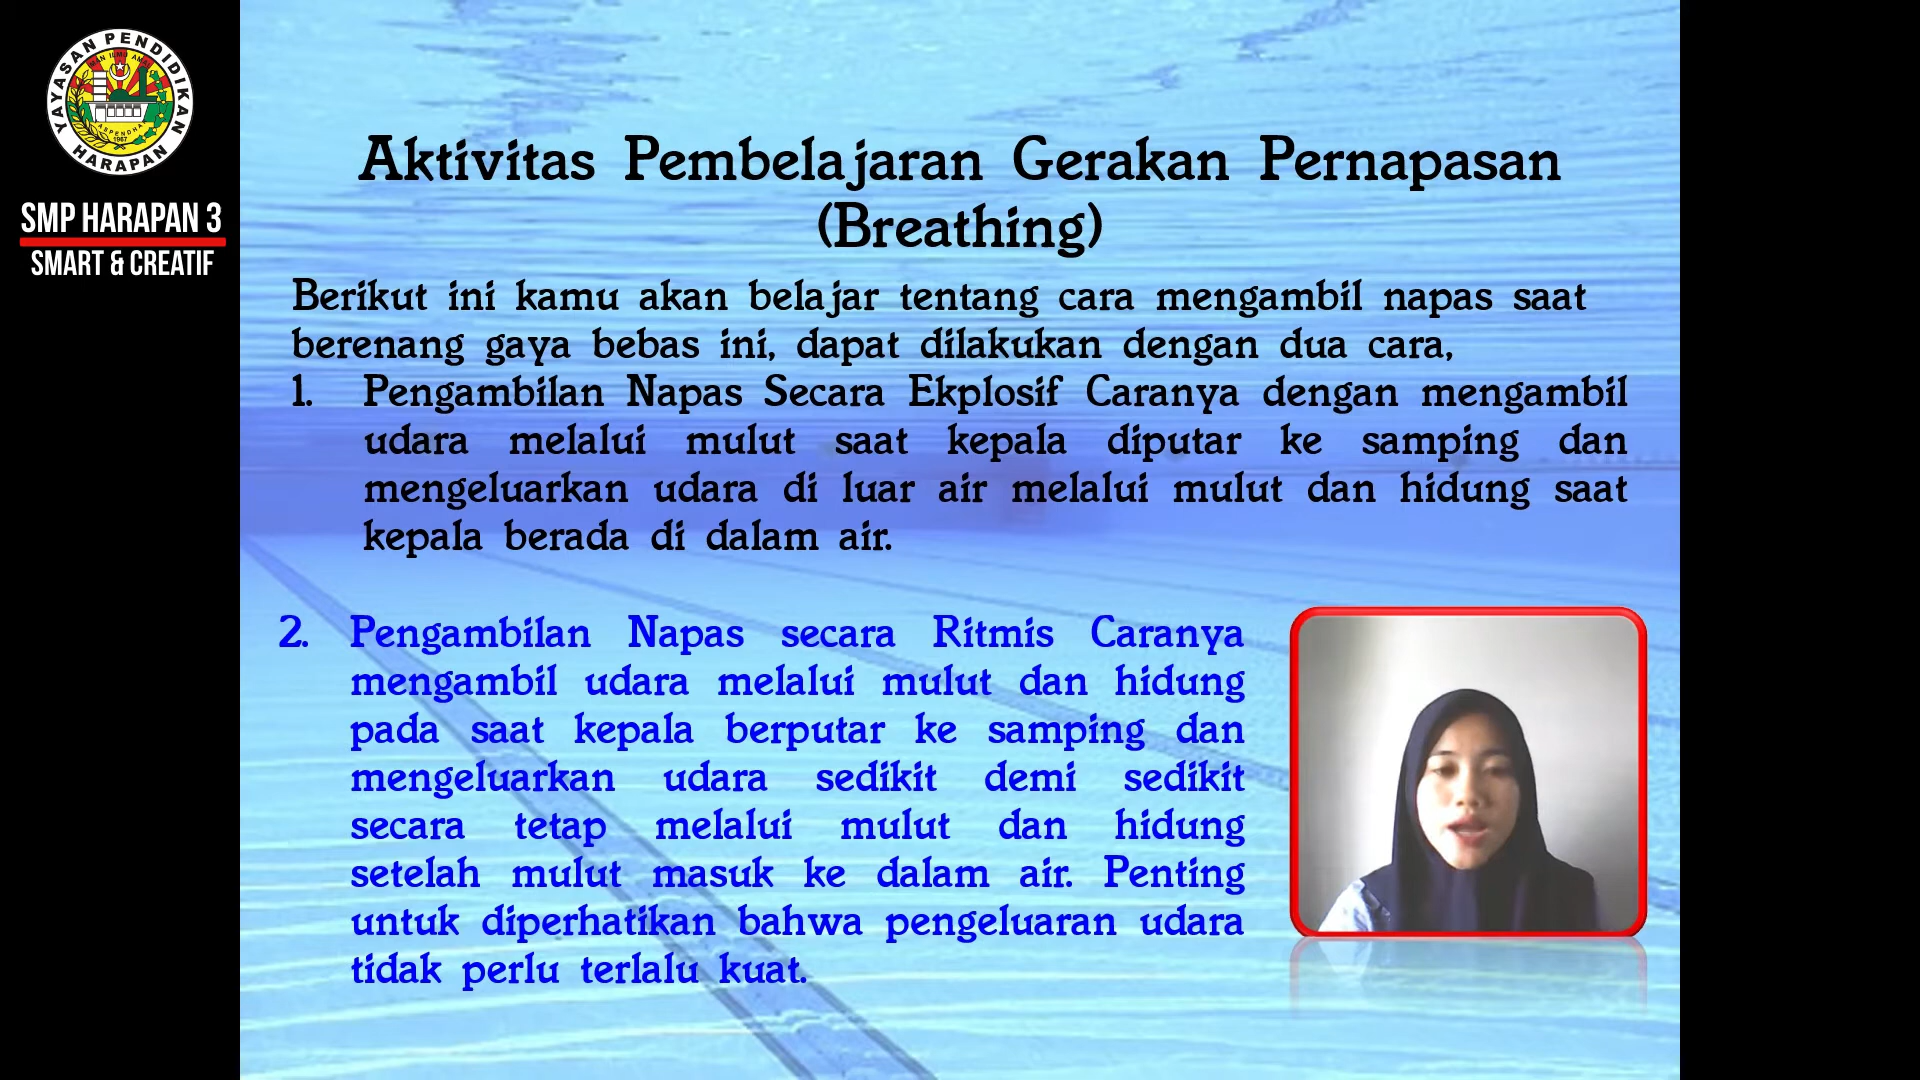 YAYASAN PENDIDIKAN
HARAPAN
1967
SMP HARAPAN 3
SMART & CREATIF
Aktivitas Pembelajaran Gerakan Pernapasan
(Breathing)
Berikut ini kamu akan belajar tentang cara mengambil napas saat
berenang gaya bebas ini, dapat dilakukan dengan dua cara,
1. Pengambilan Napas Secara Ekplosif Caranya dengan mengambil
udara melalui mulut saat kepala diputar ke samping dan
mengeluarkan udara di luar air melalui mulut dan hidung saat
kepala berada di dalam air.
2. Pengambilan Napas secara Ritmis Caranya
mengambil udara melalui mulut dan hidung
pada saat kepala berputar ke samping dan
mengeluarkan udara sedikit demi sedikit
secara tetap melalui mulut dan hidung
setelah mulut masuk ke dalam air. Penting
untuk diperhatikan bahwa pengeluaran udara
tidak perlu terlalu kuat.